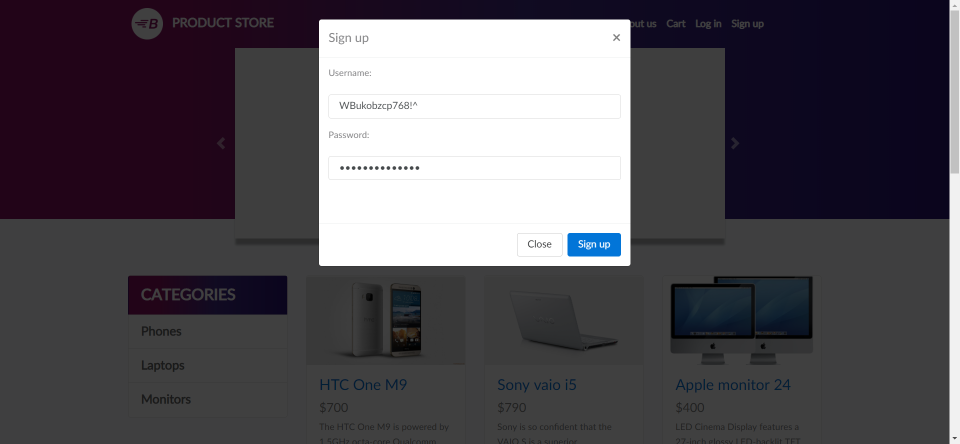 PRODUCT STORE
out us
Cart
Log in
Sign up
Sign up
×
Username:
WBukobzcp768!^
Password:
••••••••••••••
Close
Sign up
CATEGORIES
Phones
Laptops
Monitors
HTC One M9
$700
The HTC One M9 is powered by
1.5GHz octa-core Qualcomm
Sony vaio i5
$790
Sony is so confident that the
VAIO S is a superior
Apple monitor 24
$400
LED Cinema Display features a
27-inch glossy LED-backlit TFT